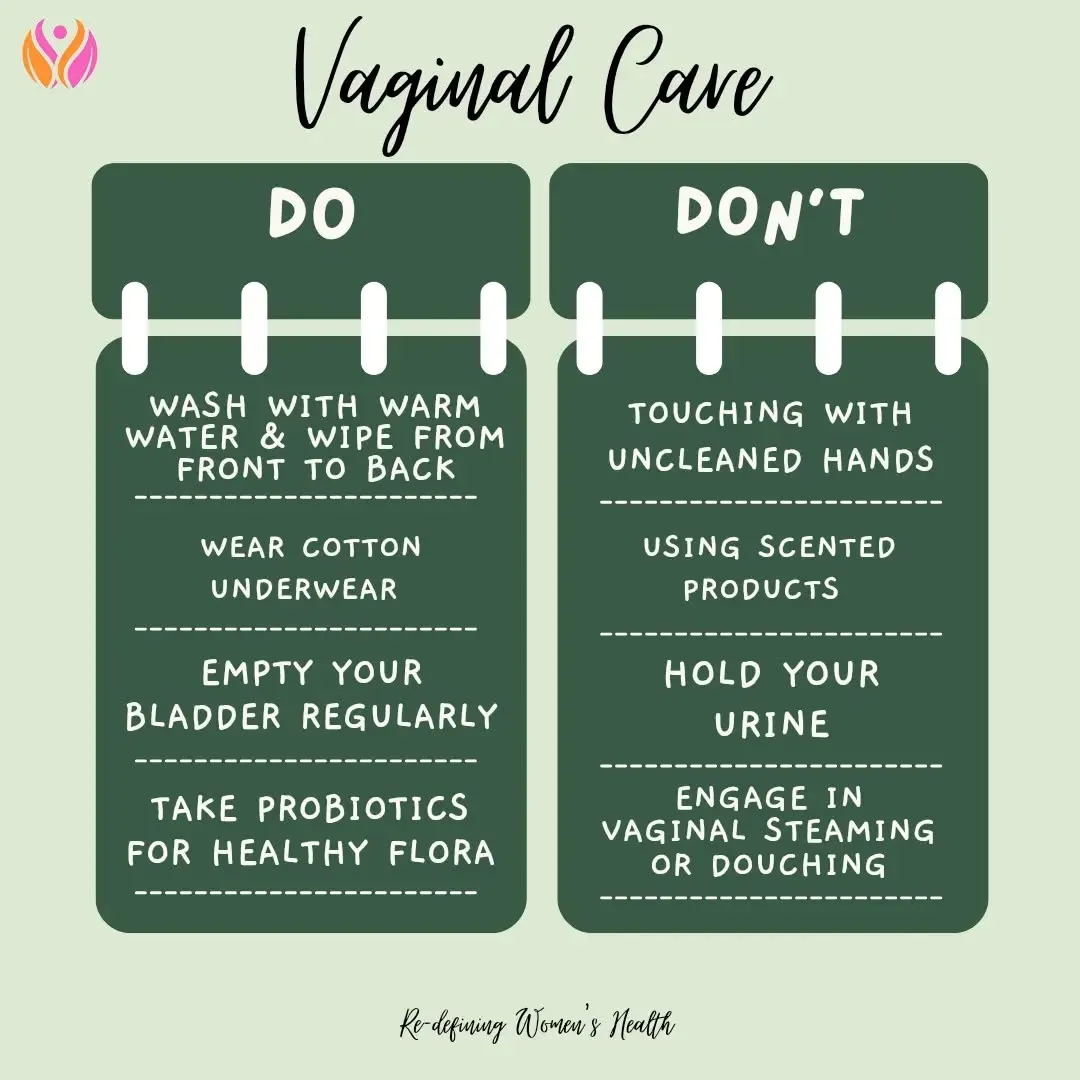 Vaginal Care
DO
WASH WITH WARM
WATER & WIPE FROM
FRONT TO BACK
WEAR COTTON
UNDERWEAR
EMPTY YOUR
BLADDER REGULARLY
TAKE PROBIOTICS
FOR HEALTHY FLORA
DON'T
TOUCHING WITH
UNCLEANED HANDS
USING SCENTED
PRODUCTS
HOLD YOUR
URINE
ENGAGE IN
VAGINAL STEAMING
OR DOUCHING
Re-defining Women's Health